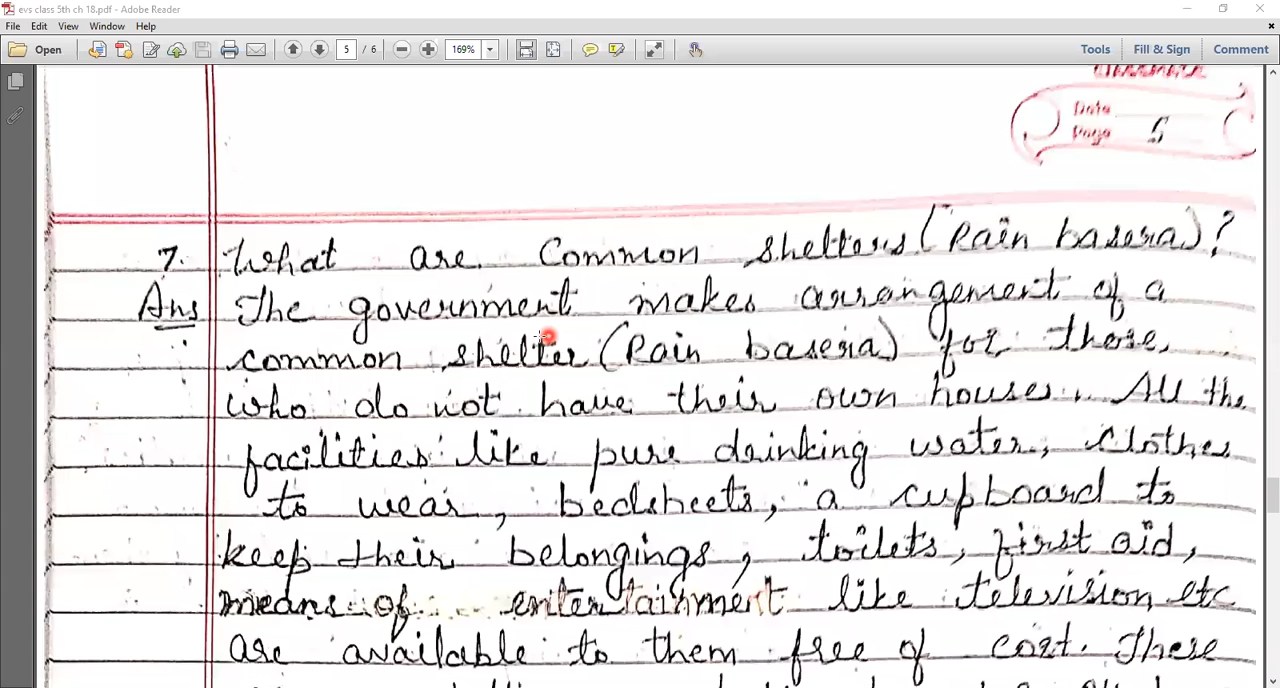 evs class 5th ch 18.pdf - Adobe Reader
File Edit View Window Help
Open 5 / 6 169% Tools Fill & Sign Comment
Date
Page 5
7. What are Common shelters (Rain basera)?
Ans The government makes arrangement of a
common shelter (Rain basera) for those,
who do not have their own houses. All the
facilities like pure drinking water, clothes
to wear, bedsheets, a cupboard to
keep their belongings, toilets, first aid,
means of entertainment like television etc
are available to them free of cost. These